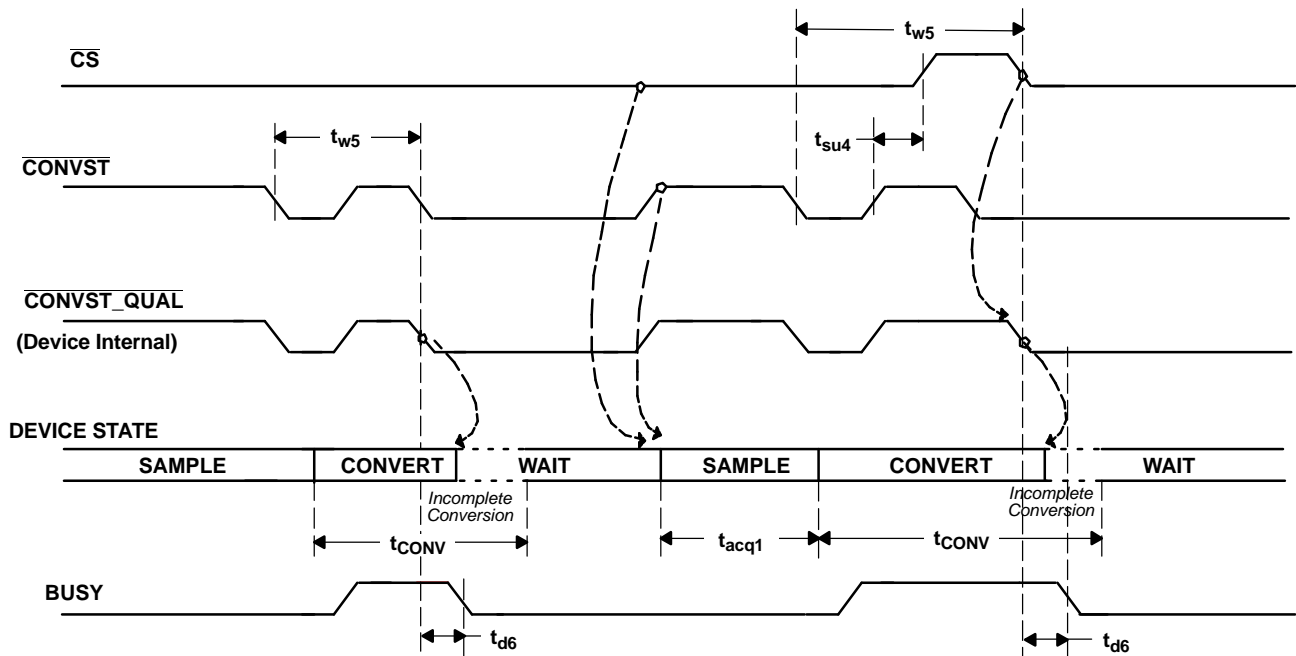 tw5
CS
tw5
tsu4
CONVST
CONVST_QUAL
(Device Internal)
DEVICE STATE
SAMPLE CONVERT WAIT SAMPLE CONVERT WAIT
Incomplete
Conversion
Incomplete
Conversion
tCONV tacq1 tCONV
BUSY
td6 td6